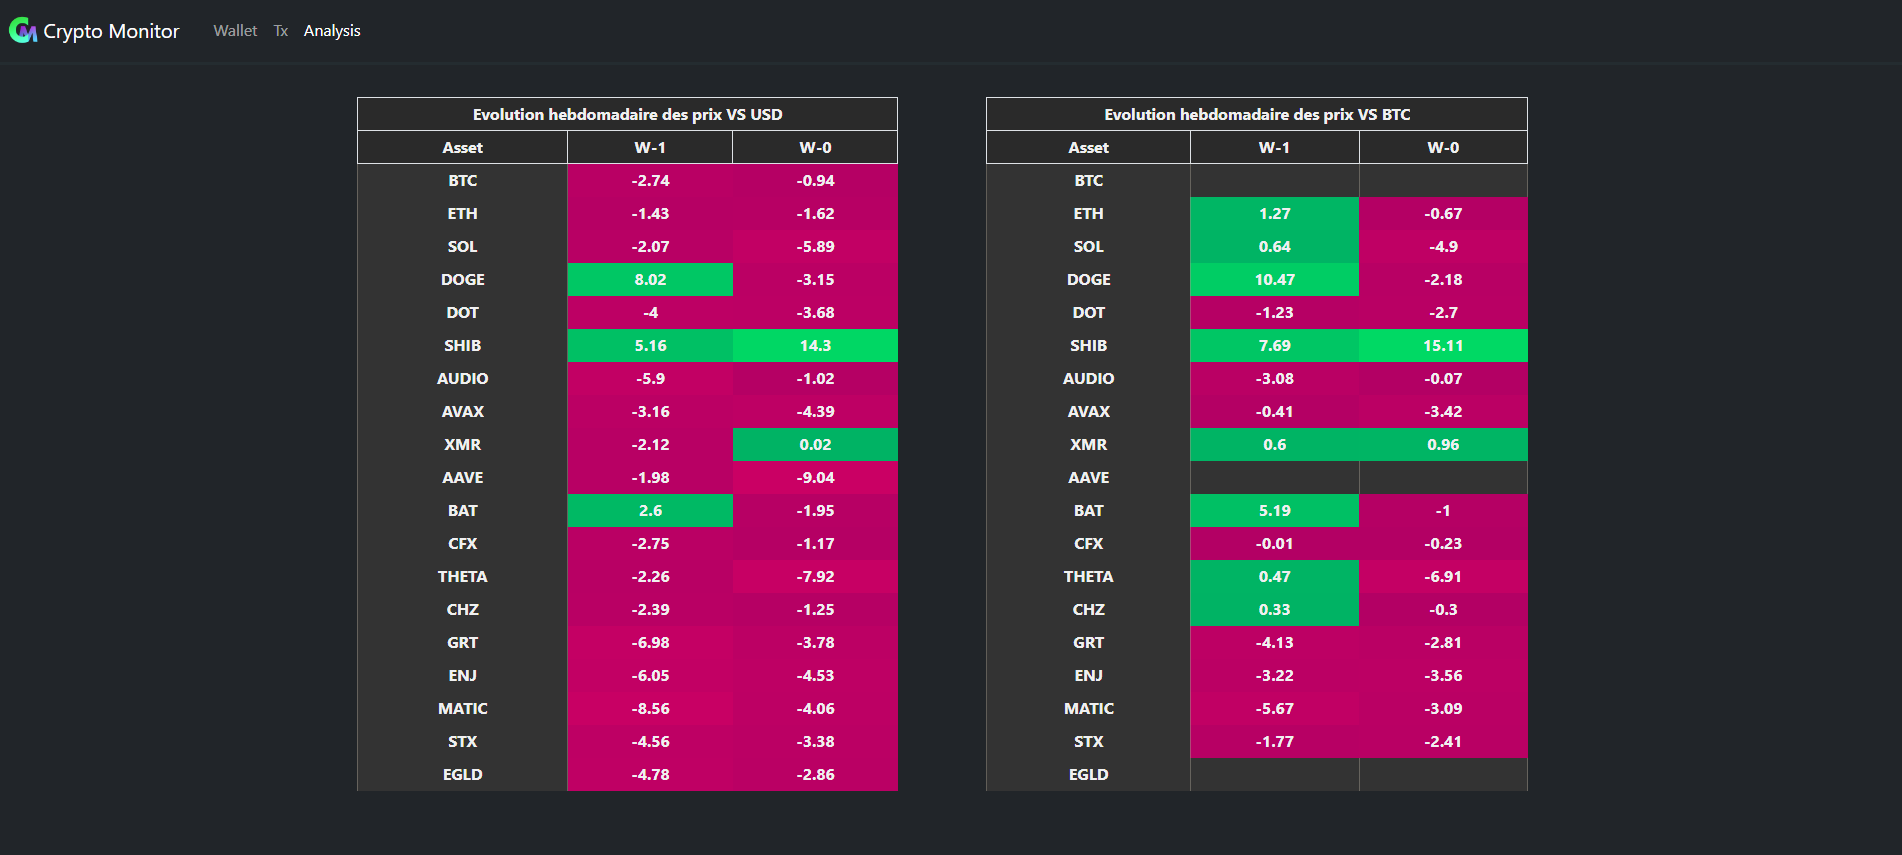 Crypto Monitor Wallet Tx Analysis
Evolution hebdomadaire des prix VS USD
Asset W-1 W-0
BTC -2.74 -0.94
ETH -1.43 -1.62
SOL -2.07 -5.89
DOGE 8.02 -3.15
DOT -4 -3.68
SHIB 5.16 14.3
AUDIO -5.9 -1.02
AVAX -3.16 -4.39
XMR -2.12 0.02
AAVE -1.98 -9.04
BAT 2.6 -1.95
CFX -2.75 -1.17
THETA -2.26 -7.92
CHZ -2.39 -1.25
GRT -6.98 -3.78
ENJ -6.05 -4.53
MATIC -8.56 -4.06
STX -4.56 -3.38
EGLD -4.78 -2.86
Evolution hebdomadaire des prix VS BTC
Asset W-1 W-0
BTC
ETH 1.27 -0.67
SOL 0.64 -4.9
DOGE 10.47 -2.18
DOT -1.23 -2.7
SHIB 7.69 15.11
AUDIO -3.08 -0.07
AVAX -0.41 -3.42
XMR 0.6 0.96
AAVE
BAT 5.19 -1
CFX -0.01 -0.23
THETA 0.47 -6.91
CHZ 0.33 -0.3
GRT -4.13 -2.81
ENJ -3.22 -3.56
MATIC -5.67 -3.09
STX -1.77 -2.41
EGLD